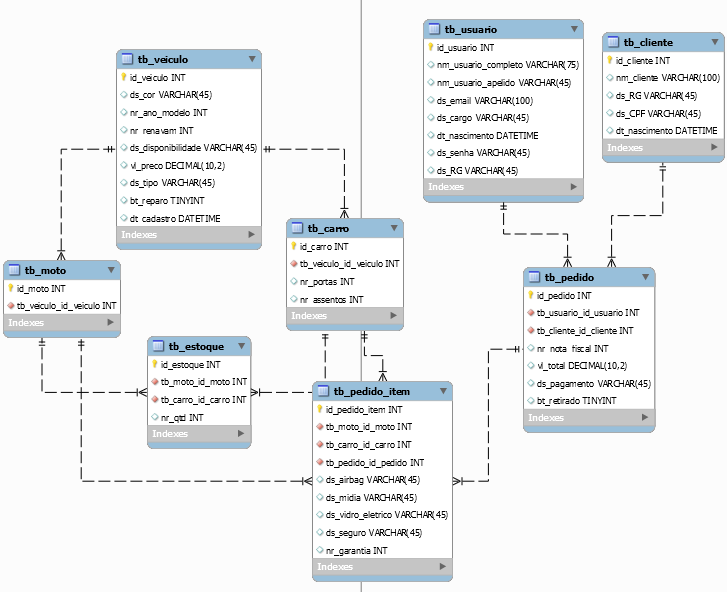 tb_veiculo
id_veiculo INT
ds_cor VARCHAR(45)
nr_ano_modelo INT
nr_renavam INT
ds_disponibilidade VARCHAR(45)
vl_preco DECIMAL(10,2)
ds_tipo VARCHAR(45)
bt_reparo TINYINT
dt_cadastro DATETIME
Indexes
tb_usuario
id_usuario INT
nm_usuario_completo VARCHAR(75)
nm_usuario_apelido VARCHAR(45)
ds_email VARCHAR(100)
ds_cargo VARCHAR(45)
dt_nascimento DATETIME
ds_senha VARCHAR(45)
ds_RG VARCHAR(45)
Indexes
tb_cliente
id_cliente INT
nm_cliente VARCHAR(100)
ds_RG VARCHAR(45)
ds_CPF VARCHAR(45)
dt_nascimento DATETIME
Indexes
tb_moto
id_moto INT
tb_veiculo_id_veiculo INT
Indexes
tb_carro
id_carro INT
tb_veiculo_id_veiculo INT
nr_portas INT
nr_assentos INT
Indexes
tb_pedido
id_pedido INT
tb_usuario_id_usuario INT
tb_cliente_id_cliente INT
nr_nota_fiscal INT
vl_total DECIMAL(10,2)
ds_pagamento VARCHAR(45)
bt_retirado TINYINT
Indexes
tb_estoque
id_estoque INT
tb_moto_id_moto INT
tb_carro_id_carro INT
nr_qtd INT
Indexes
tb_pedido_item
id_pedido_item INT
tb_moto_id_moto INT
tb_carro_id_carro INT
tb_pedido_id_pedido INT
ds_airbag VARCHAR(45)
ds_midia VARCHAR(45)
ds_vidro_eletrico VARCHAR(45)
ds_seguro VARCHAR(45)
nr_garantia INT
Indexes